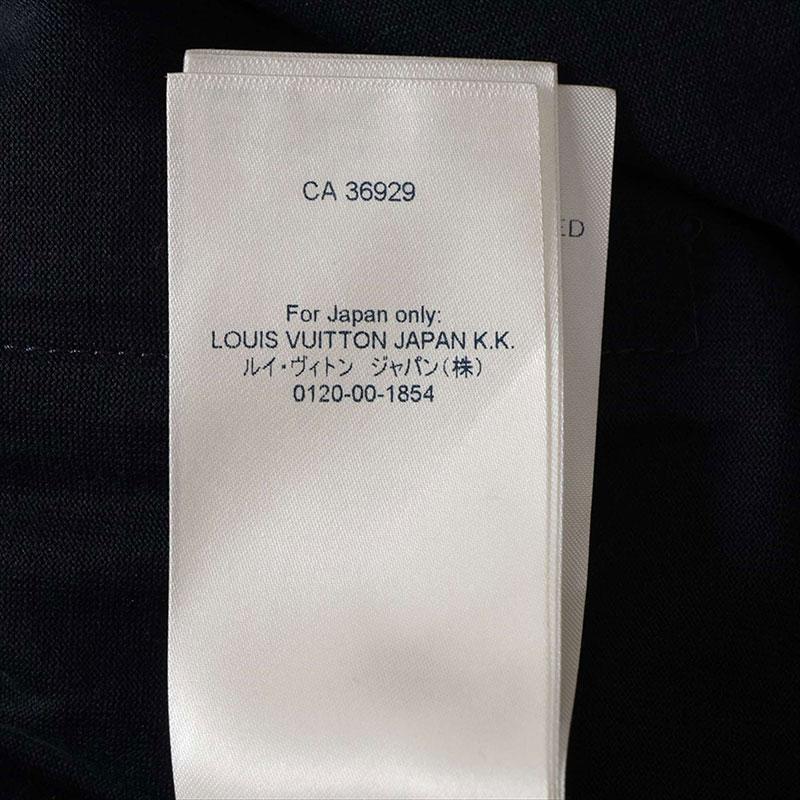 CA 36929
ED
For Japan only:
LOUIS VUITTON JAPAN K.K.
ルイ・ヴィトン ジャパン(株)
0120-00-1854